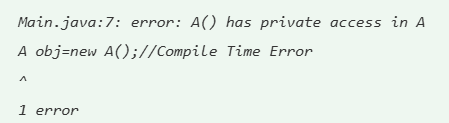 Main.java:7: error: A() has private access in A
A obj=new A();//Compile Time Error
^
1 error